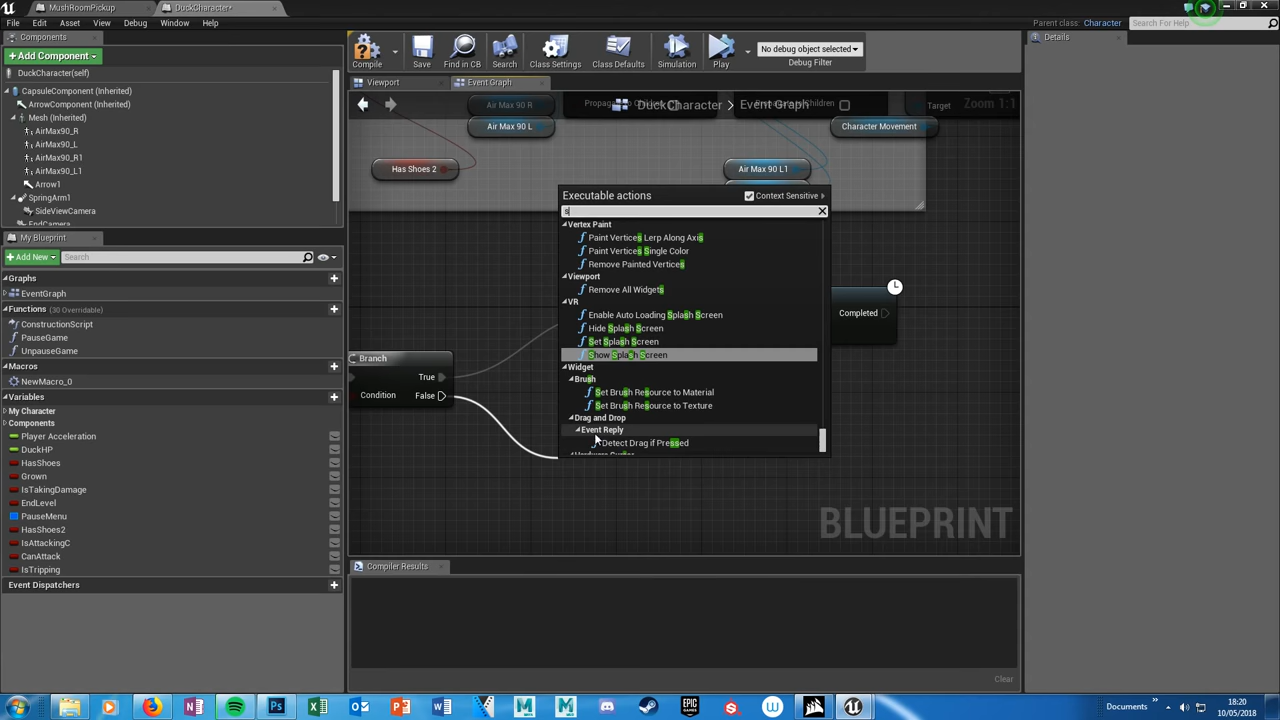 MushRoomPickup
DuckCharacter*
Parent class: Character
Search For Help
File Edit Asset View Debug Window Help
Components
Details
+Add Component
DuckCharacter(self)
CapsuleComponent (Inherited)
ArrowComponent (Inherited)
Mesh (Inherited)
AirMax90_R
AirMax90_L
AirMax90_R1
AirMax90_L1
Arrow1
SpringArm1
SideViewCamera
EndCamera
My Blueprint
+Add New
Search
Graphs
EventGraph
Functions (30 Overridable)
ConstructionScript
PauseGame
UnpauseGame
Macros
NewMacro_0
Variables
My Character
Components
Player Acceleration
DuckHP
HasShoes
Grown
IsTakingDamage
EndLevel
PauseMenu
HasShoes2
IsAttackingC
CanAttack
IsTripping
Event Dispatchers
Compile
Save
Find in CB
Search
Class Settings
Class Defaults
Simulation
Play
No debug object selected
Debug Filter
Viewport
Event Graph
DuckCharacter > Event Graph
Zoom 1:1
Air Max 90 R
Target
Air Max 90 L
Character Movement
Has Shoes 2
Air Max 90 L1
Executable actions
Context Sensitive
s
Vertex Paint
Paint Vertices Lerp Along Axis
Paint Vertices Single Color
Remove Painted Vertices
Viewport
Remove All Widgets
VR
Enable Auto Loading Splash Screen
Hide Splash Screen
Set Splash Screen
Show Splash Screen
Widget
Brush
Set Brush Resource to Material
Set Brush Resource to Texture
Drag and Drop
Event Reply
Detect Drag if Pressed
Completed
Branch
True
Condition
False
BLUEPRINT
Compiler Results
Clear
Documents
18:20
10/05/2018